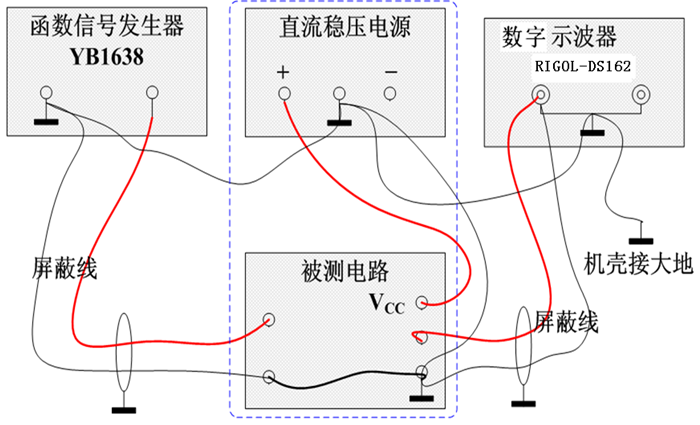 函数信号发生器
YB1638
直流稳压电源
+
−
数字示波器
RIGOL-DS162
屏蔽线
被测电路
VCC
屏蔽线
机壳接大地